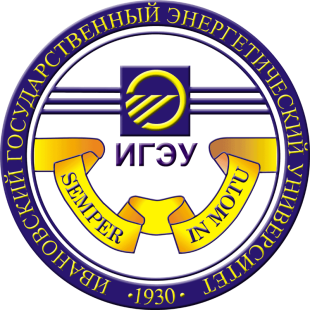 ИВАНОВСКИЙ ГОСУДАРСТВЕННЫЙ ЭНЕРГЕТИЧЕСКИЙ УНИВЕРСИТЕТ
ИГЭУ
SEMPER IN MOTU
·1930·